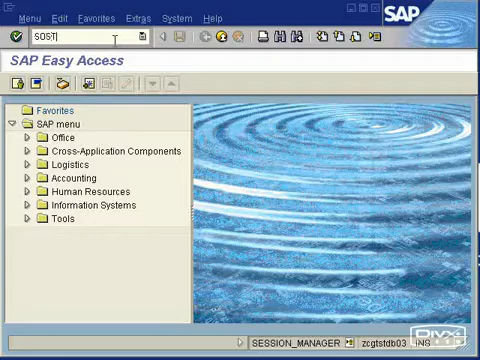 Menu Edit Favorites Extras System Help
SAP
SOST
SAP Easy Access
Favorites
SAP menu
Office
Cross-Application Components
Logistics
Accounting
Human Resources
Information Systems
Tools
SESSION_MANAGER zcgtstdb03 INS
DivX